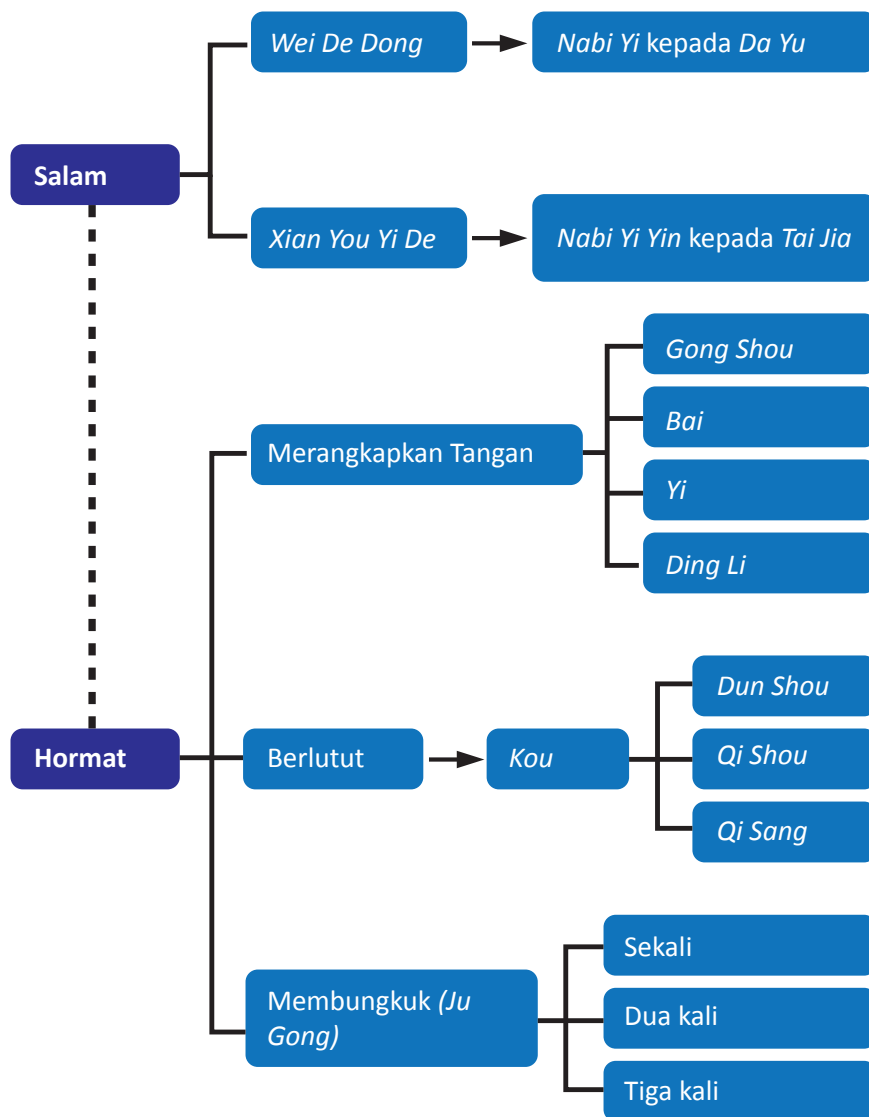 Wei De Dong
Nabi Yi kepada Da Yu
Salam
Xian You Yi De
Nabi Yi Yin kepada Tai Jia
Gong Shou
Bai
Merangkapkan Tangan
Yi
Ding Li
Dun Shou
Hormat
Berlutut
Kou
Qi Shou
Qi Sang
Sekali
Membungkuk (Ju
Gong)
Dua kali
Tiga kali